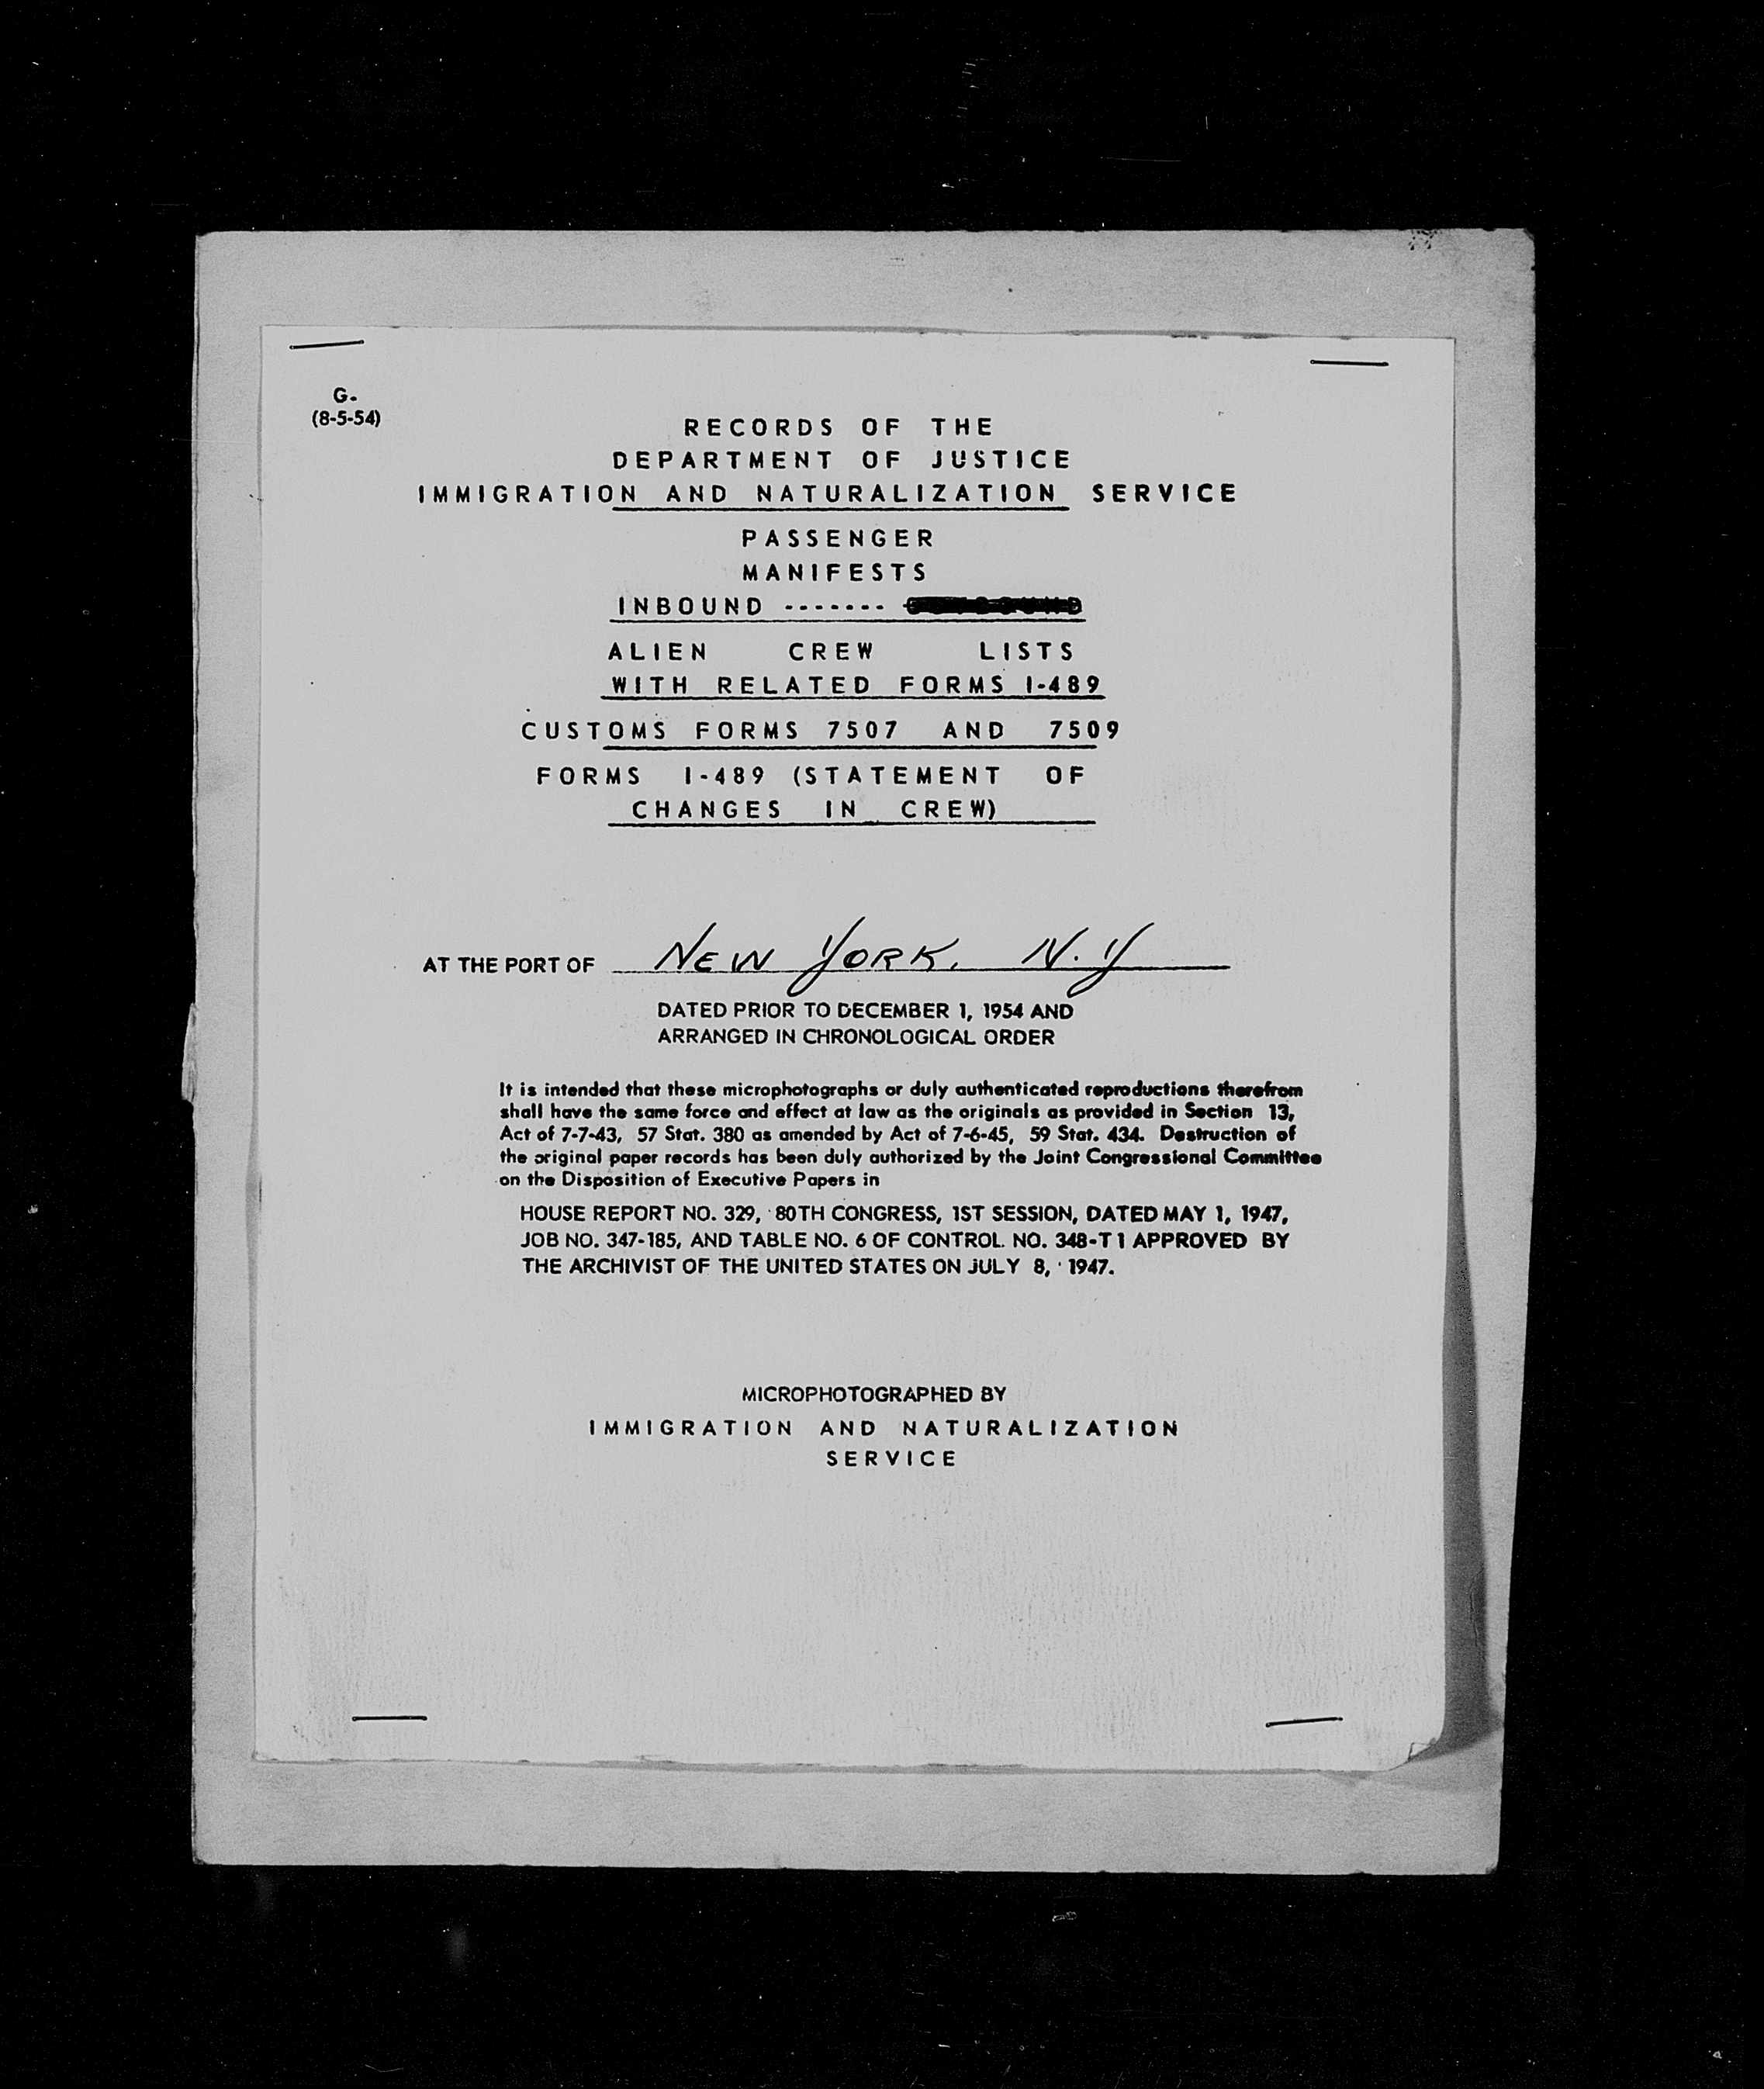 G.
(8-5-54)
RECORDS OF THE
DEPARTMENT OF JUSTICE
IMMIGRATION AND NATURALIZATION SERVICE
PASSENGER
MANIFESTS
INBOUND -------
ALIEN CREW LISTS
WITH RELATED FORMS I-489
CUSTOMS FORMS 7507 AND 7509
FORMS I-489 (STATEMENT OF
CHANGES IN CREW)
AT THE PORT OF NEW YORK, N.Y
DATED PRIOR TO DECEMBER 1, 1954 AND
ARRANGED IN CHRONOLOGICAL ORDER
It is intended that these microphotographs or duly authenticated reproductions therefrom
shall have the same force and effect at law as the originals as provided in Section 13,
Act of 7-7-43, 57 Stat. 380 as amended by Act of 7-6-45, 59 Stat. 434. Destruction of
the original paper records has been duly authorized by the Joint Congressional Committee
on the Disposition of Executive Papers in
HOUSE REPORT NO. 329, 80TH CONGRESS, 1ST SESSION, DATED MAY 1, 1947,
JOB NO. 347-185, AND TABLE NO. 6 OF CONTROL NO. 348-T1 APPROVED BY
THE ARCHIVIST OF THE UNITED STATES ON JULY 8, 1947.
MICROPHOTOGRAPHED BY
IMMIGRATION AND NATURALIZATION
SERVICE